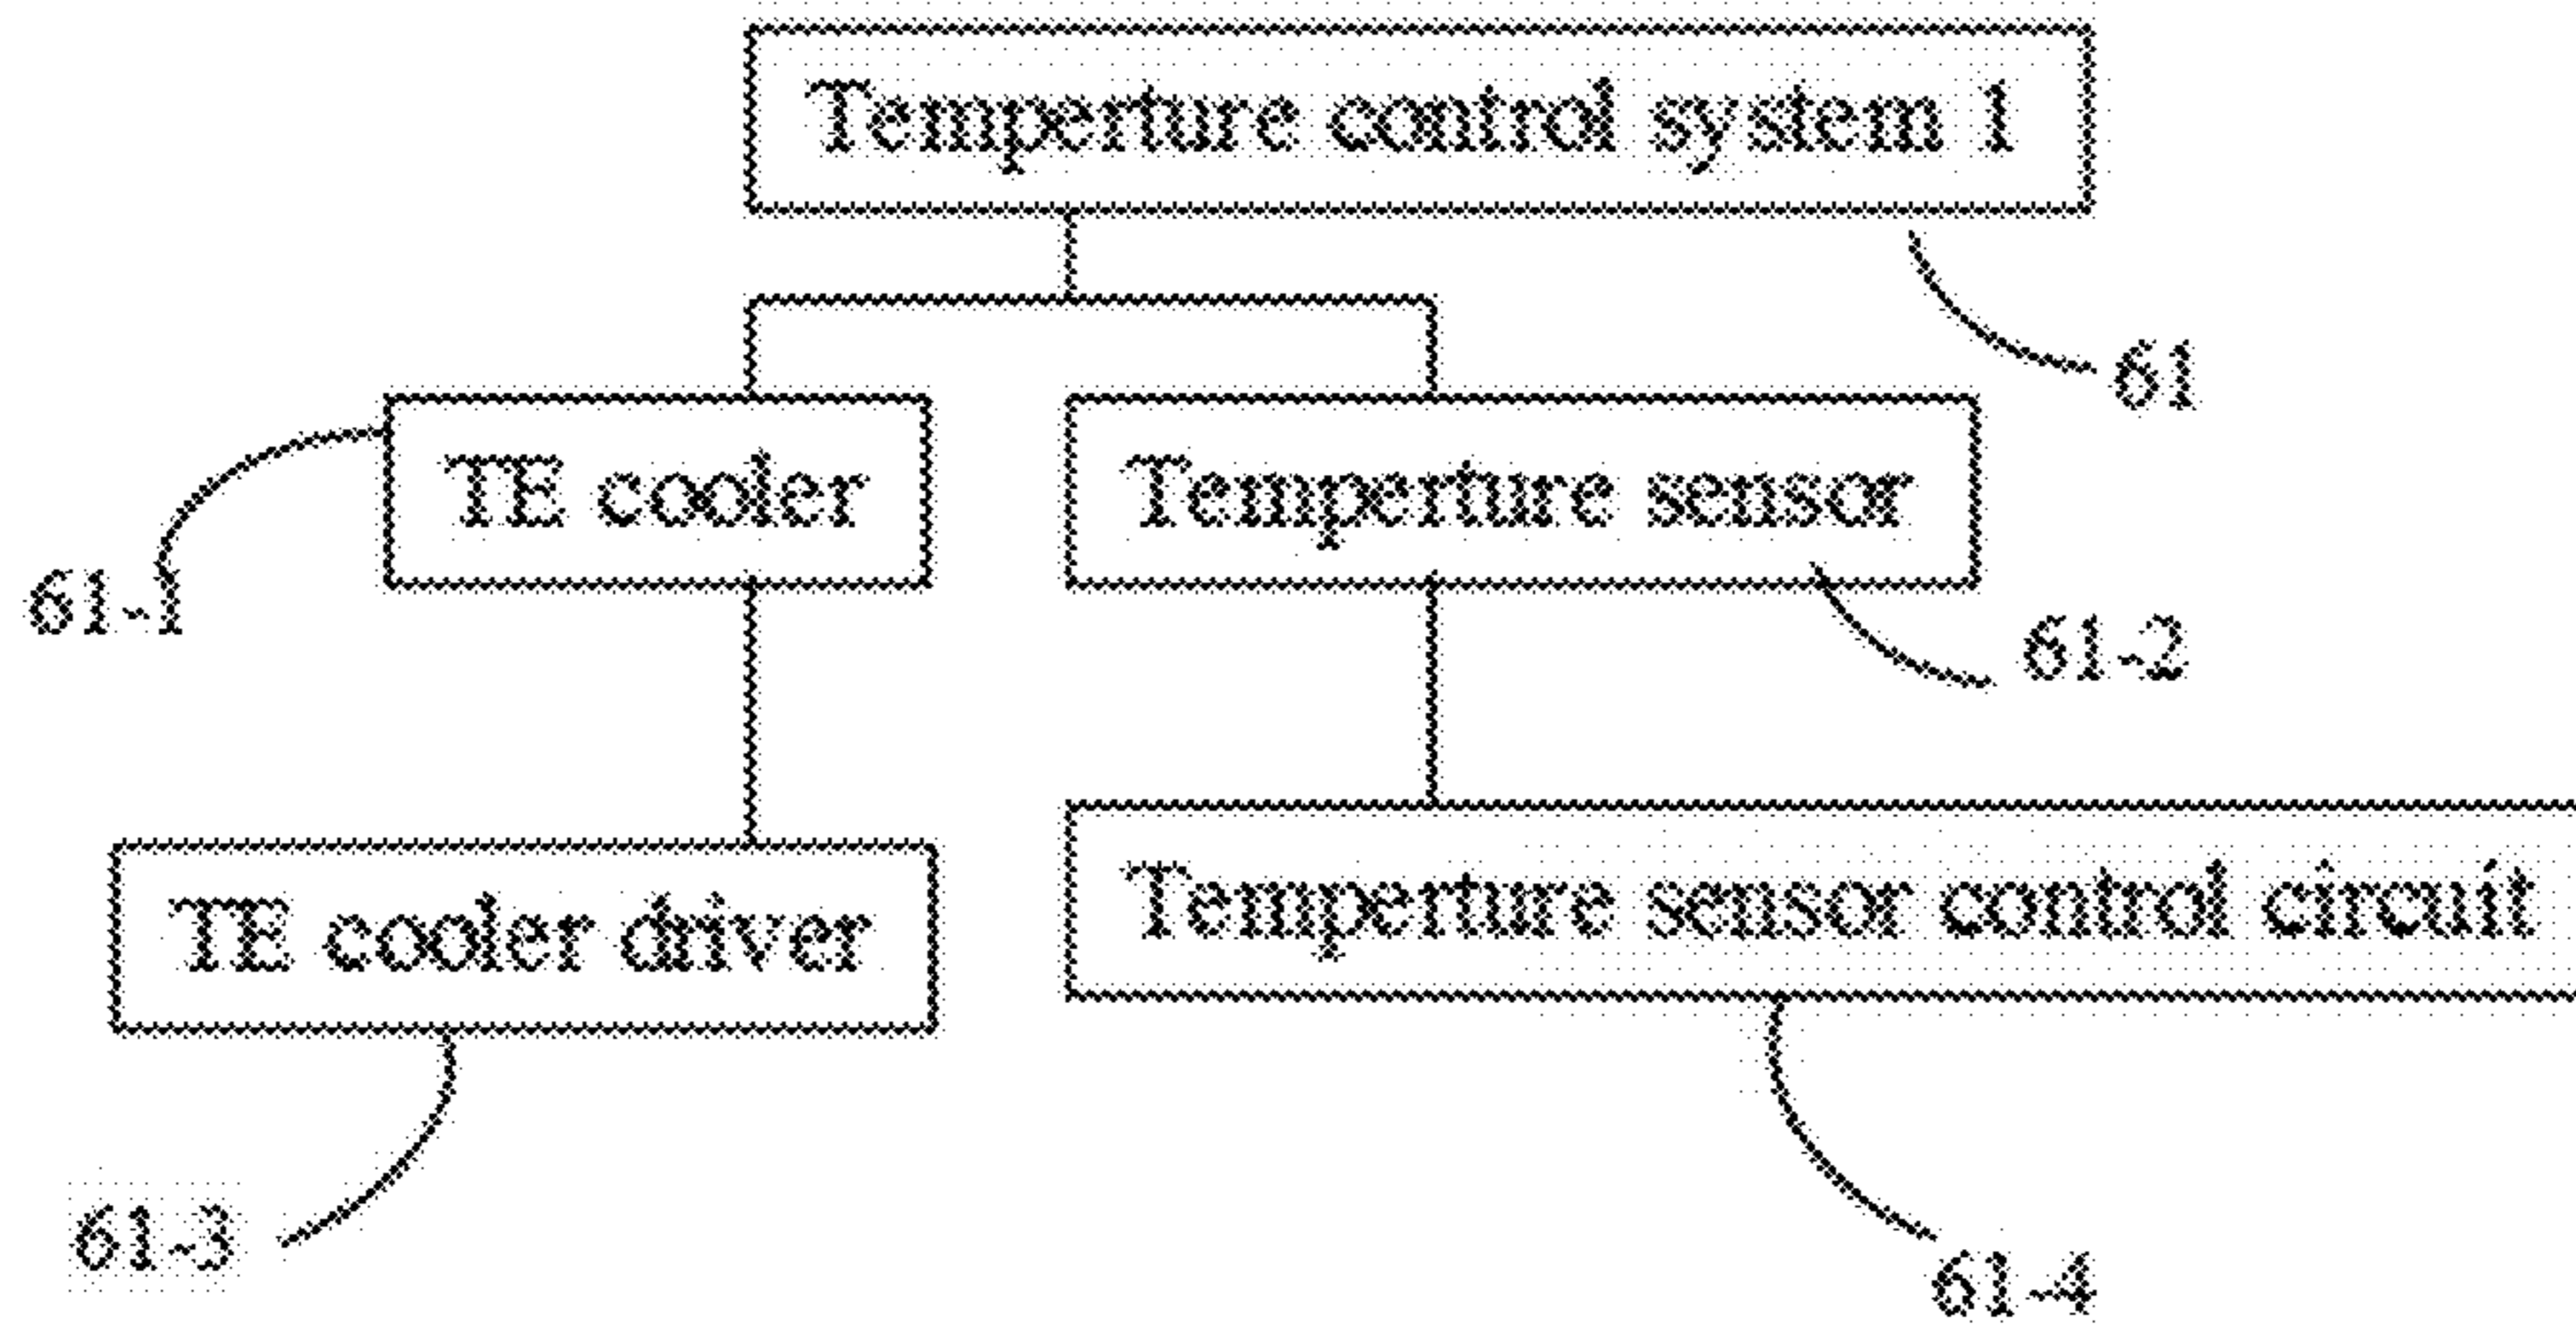 Temperture control system 1
61
TE cooler
Temperture sensor
61-1
61-2
TE cooler driver
Temperture sensor control circuit
61-3
61-4